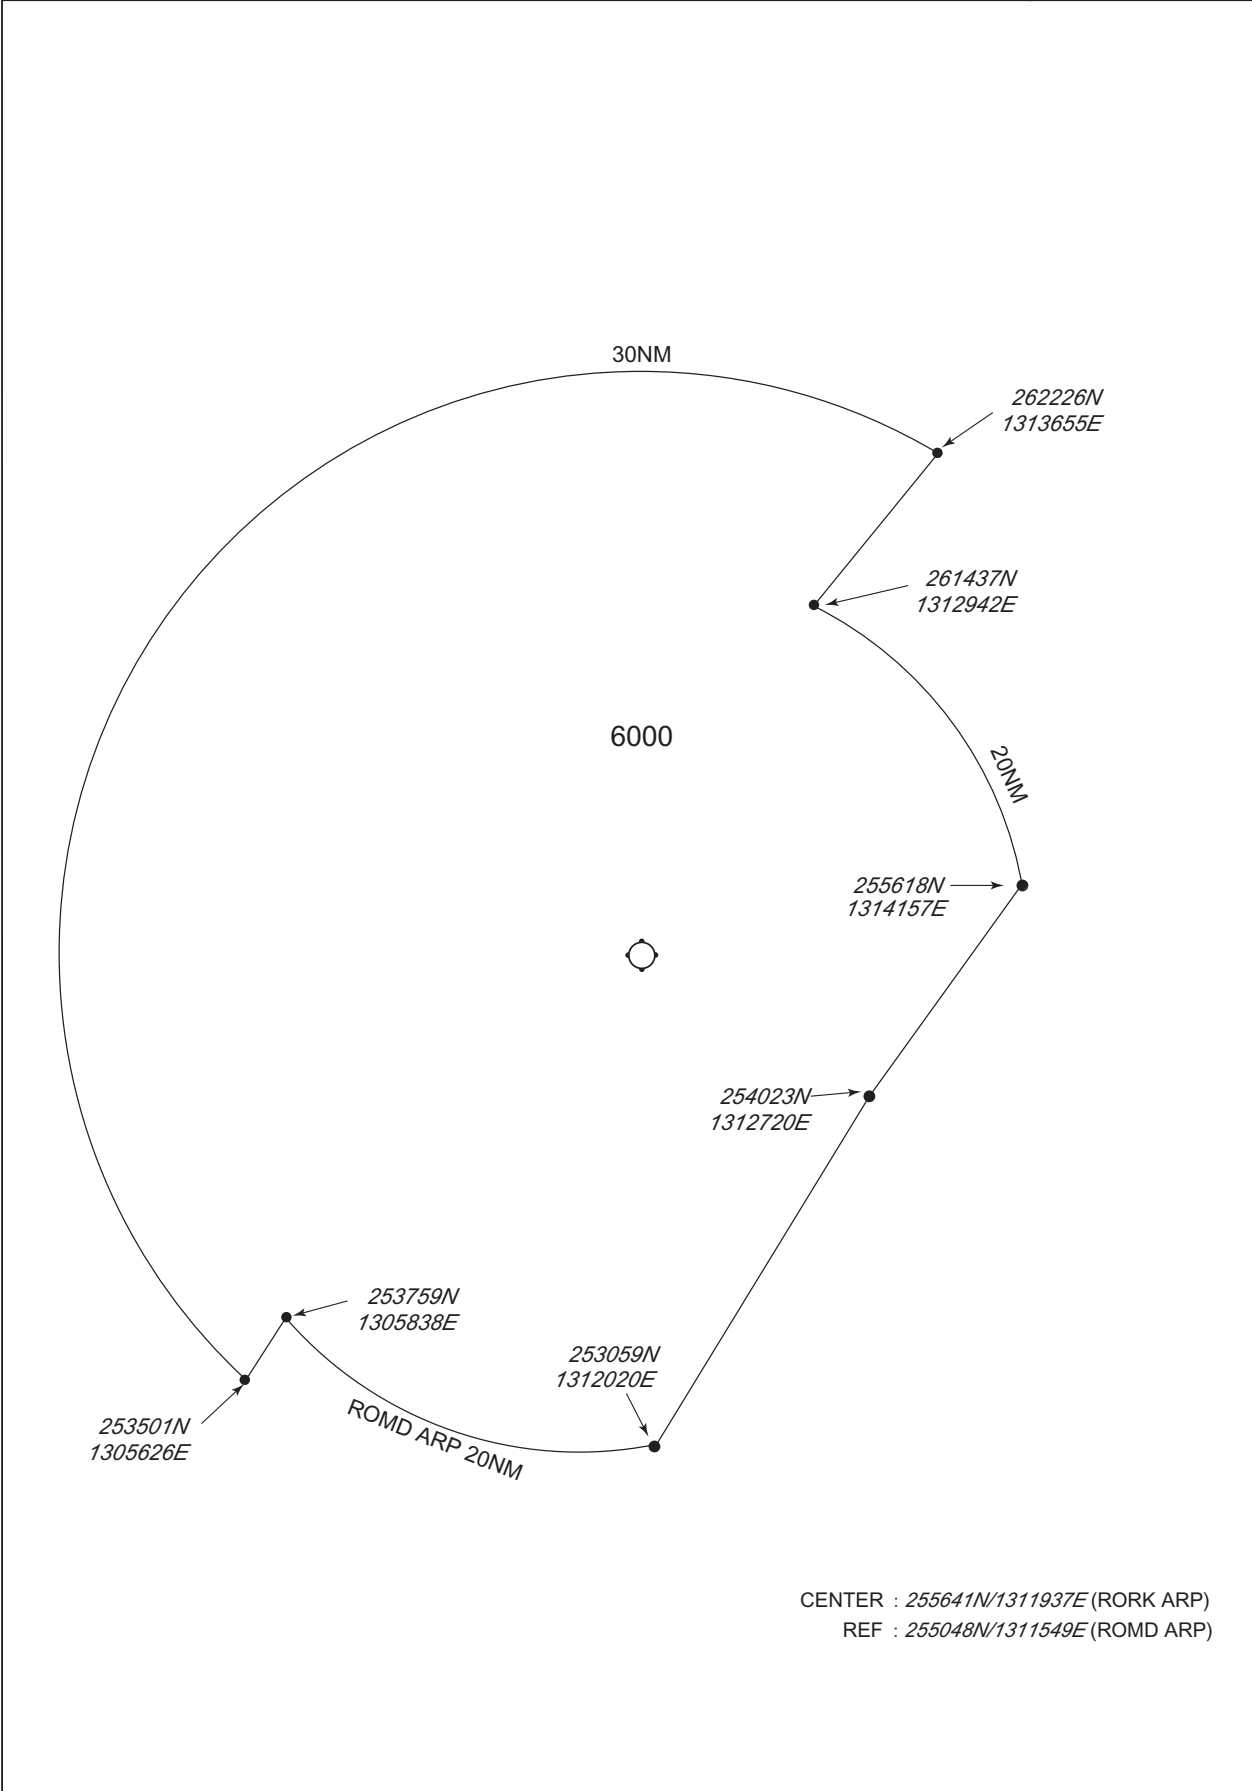 30NM
262226N
1313655E
261437N
1312942E
6000
20NM
255618N
1314157E
254023N
1312720E
253759N
1305838E
253059N
1312020E
ROMD ARP 20NM
253501N
1305626E
CENTER : 255641N/1311937E (RORK ARP)
REF : 255048N/1311549E (ROMD ARP)